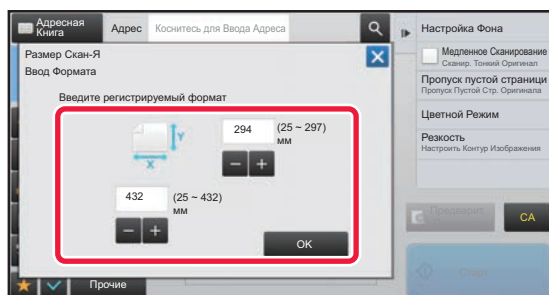 Адресная
Книга
Адрес
Коснитесь для Ввода Адреса
Размер Скан-Я
Ввод Формата
Введите регистрируемый формат
Y
X
294
(25 ~ 297)
мм
432
(25 ~ 432)
мм
OK
Прочие
Настройка Фона
Медленное Сканирование
Сканир. Тонкий Оригинал
Пропуск пустой страници
Пропуск Пустой Стр. Оригинала
Цветной Режим
Резкость
Настроить Контур Изображения
Предварит.
CA
Старт